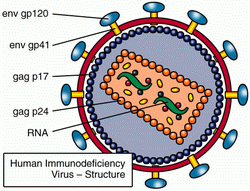 env gp120
env gp41
gag p17
gag p24
RNA
Human Immunodeficiency
Virus – Structure